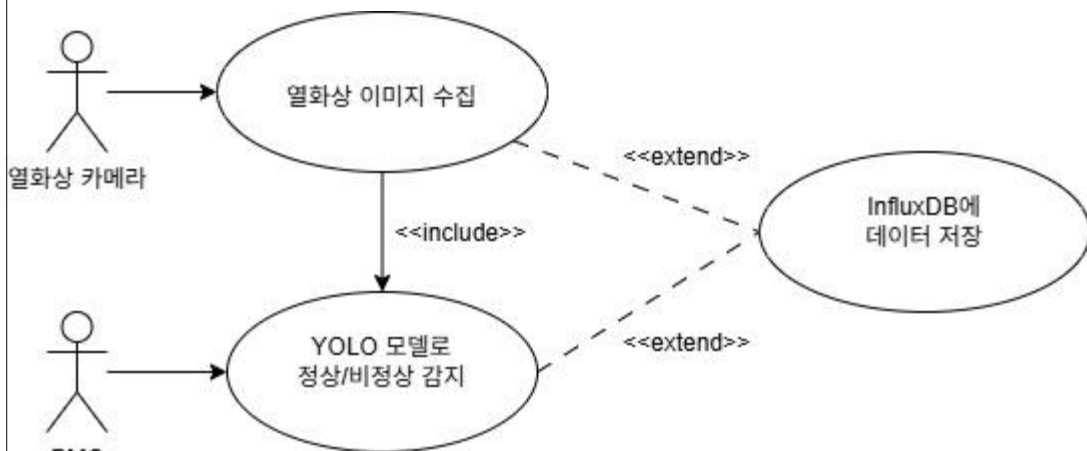 열화상 이미지 수집
<<extend>>
열화상 카메라
InfluxDB에
데이터 저장
<<include>>
YOLO 모델로
정상/비정상 감지
<<extend>>